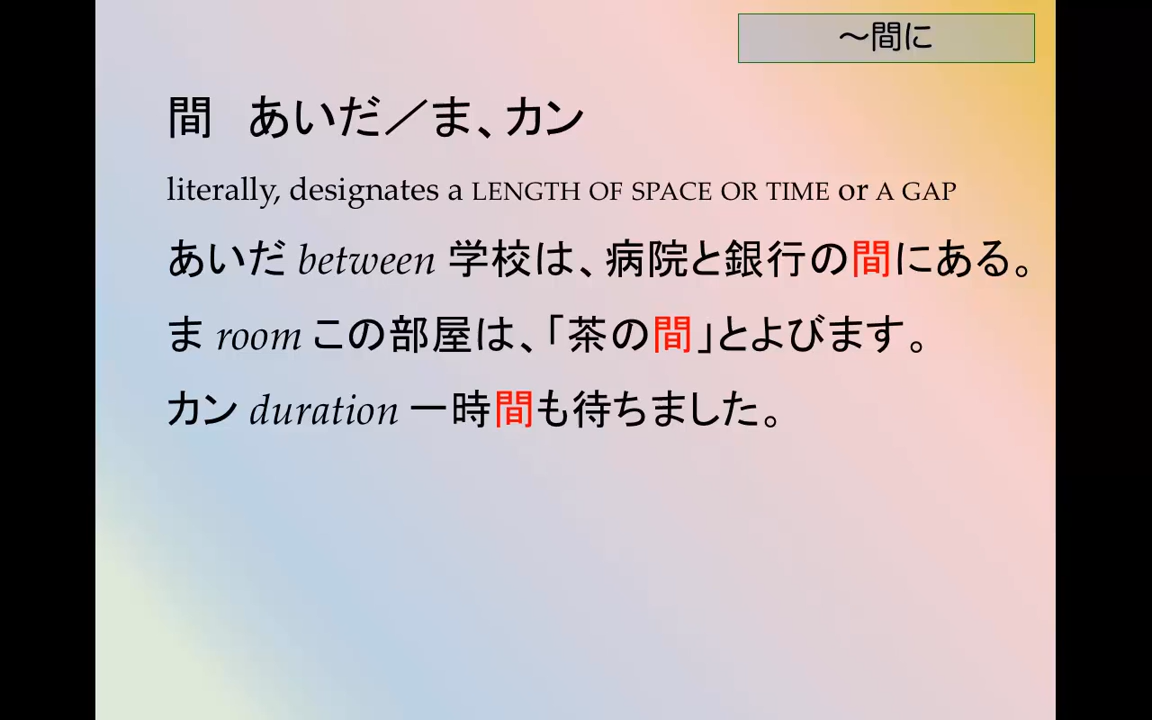 ～間に
間　あいだ／ま、カン
literally, designates a LENGTH OF SPACE OR TIME or A GAP
あいだ between 学校は、病院と銀行の間にある。
ま room この部屋は、「茶の間」とよびます。
カン duration 一時間も待ちました。